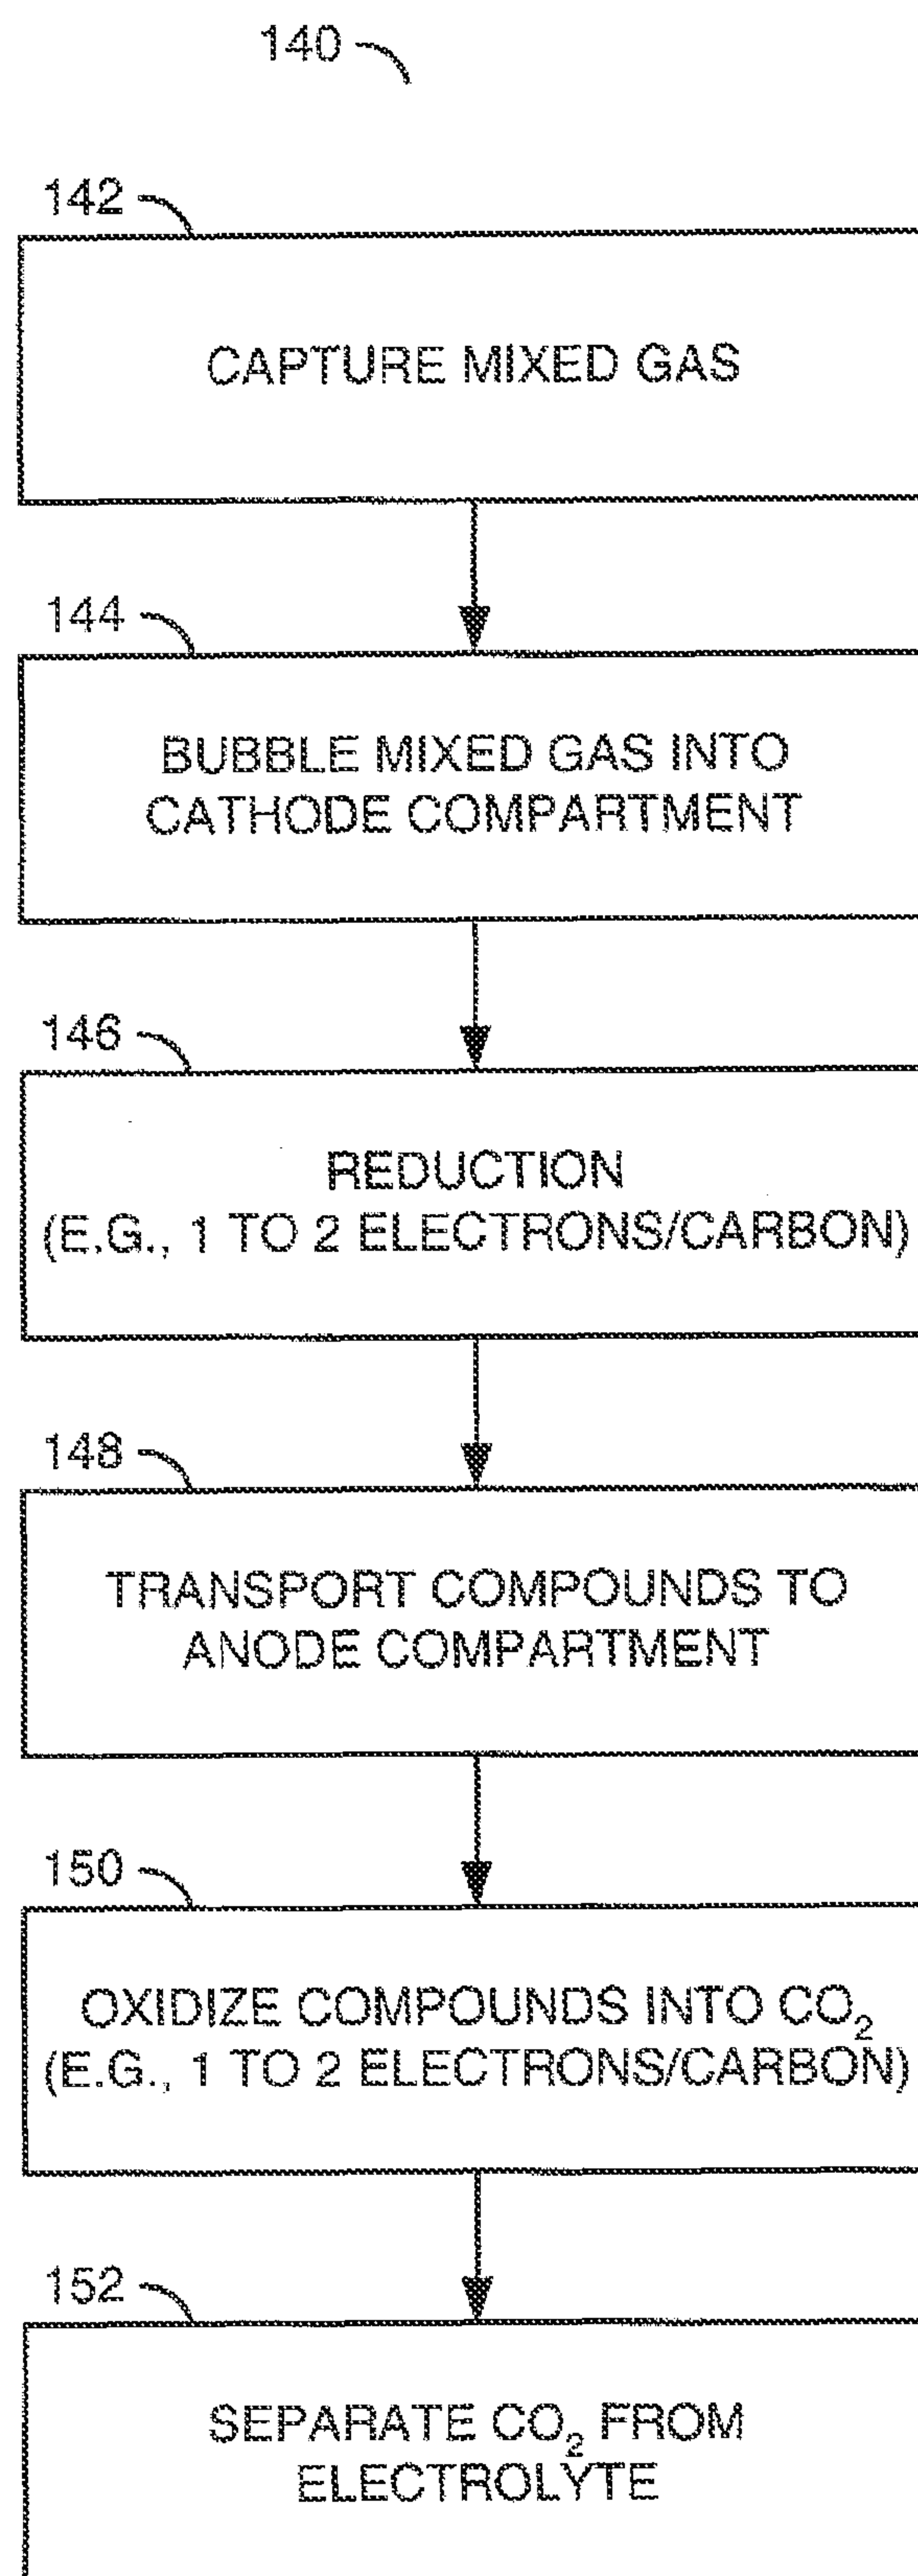 140
142
CAPTURE MIXED GAS
144
BUBBLE MIXED GAS INTO
CATHODE COMPARTMENT
146
REDUCTION
(E.G., 1 TO 2 ELECTRONS/CARBON)
148
TRANSPORT COMPOUNDS TO
ANODE COMPARTMENT
150
OXIDIZE COMPOUNDS INTO CO₂
(E.G., 1 TO 2 ELECTRONS/CARBON)
152
SEPARATE CO₂ FROM
ELECTROLYTE